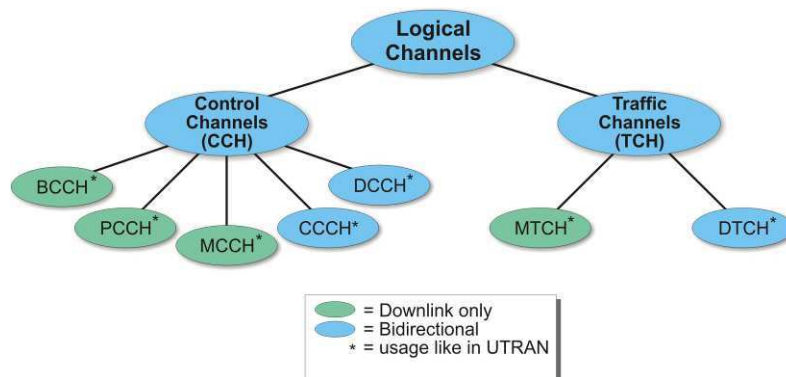 Logical
Channels
Control
Channels
(CCH)
Traffic
Channels
(TCH)
BCCH*
PCCH*
MCCH*
CCCH*
DCCH*
MTCH*
DTCH*
= Downlink only
= Bidirectional
* = usage like in UTRAN